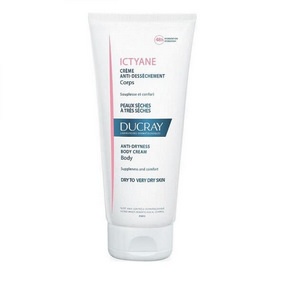 ICTYANE
CRÈME
ANTI-DESSÈCHEMENT
Corps
Souplesse et confort
PEAUX SÈCHES
À TRÈS SÈCHES
DUCRAY
ANTI-DRYNESS
BODY CREAM
Body
Suppleness and comfort
DRY TO VERY DRY SKIN